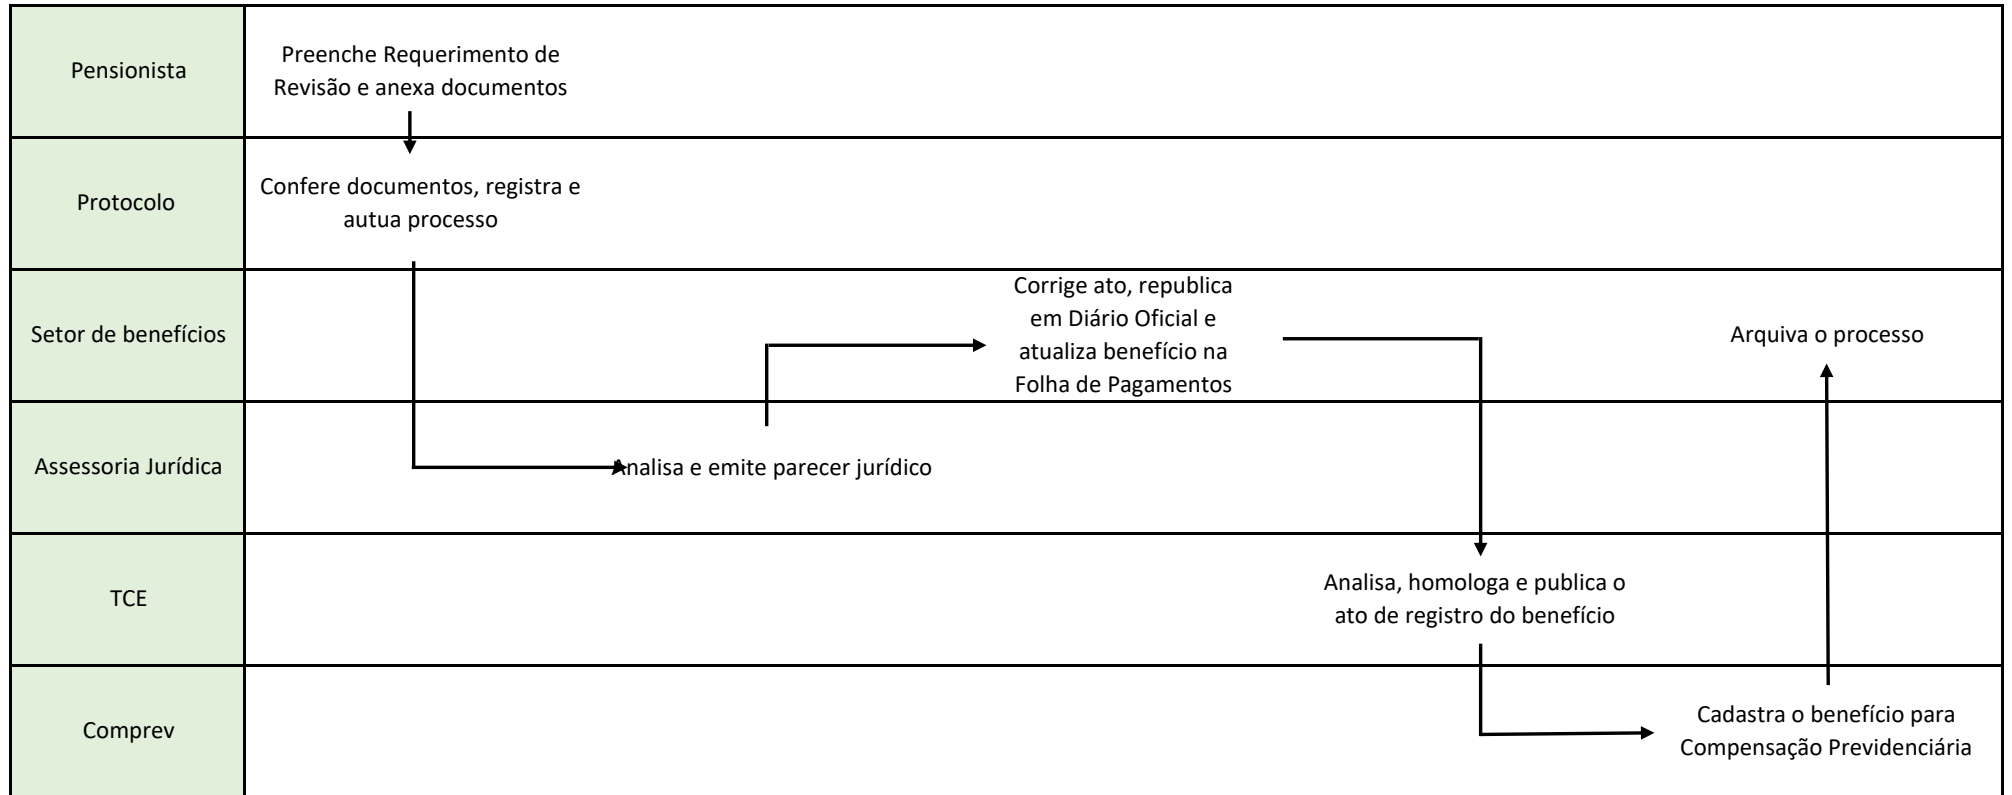 Pensionista
Preenche Requerimento de
Revisão e anexa documentos
Protocolo
Confere documentos, registra e
autua processo
Setor de benefícios
Corrige ato, republica
em Diário Oficial e
atualiza benefício na
Folha de Pagamentos
Arquiva o processo
Assessoria Jurídica
Analisa e emite parecer jurídico
TCE
Analisa, homologa e publica o
ato de registro do benefício
Comprev
Cadastra o benefício para
Compensação Previdenciária